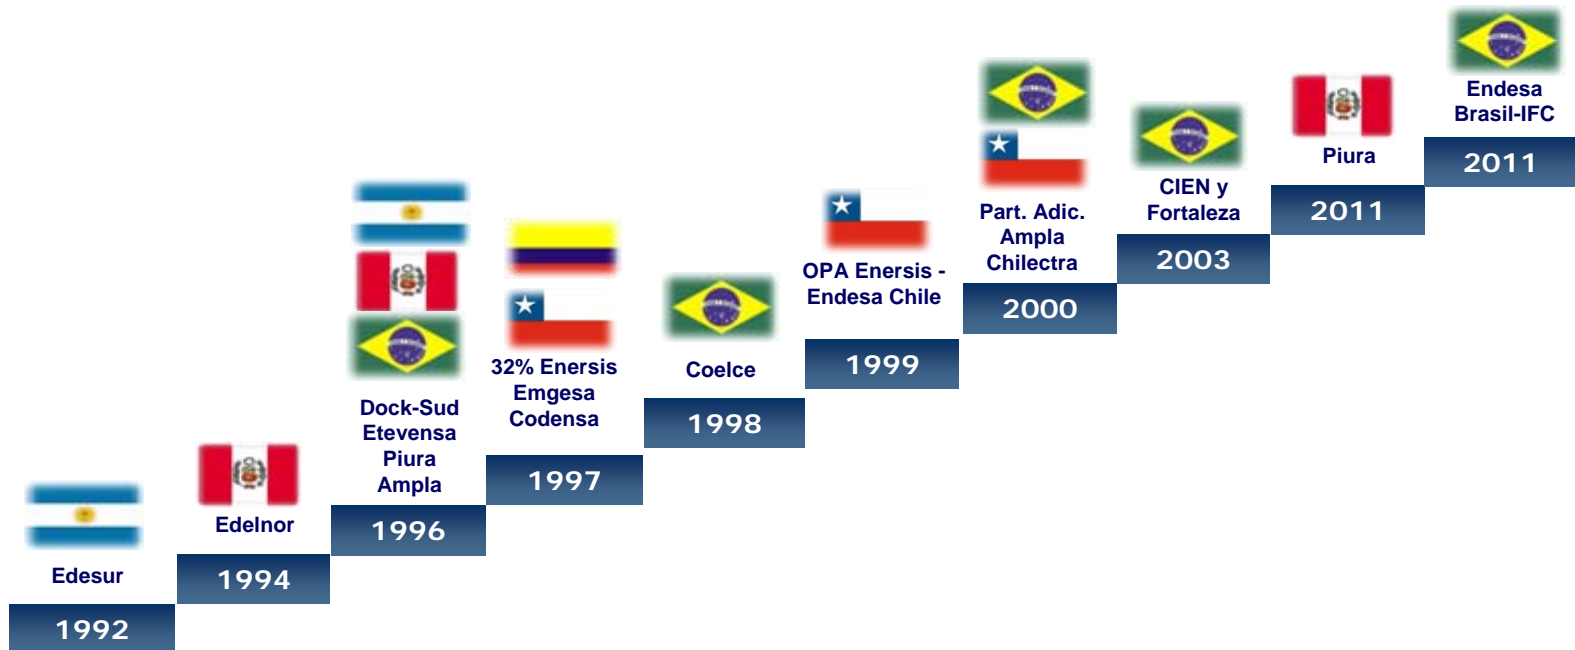 Edesur
1992
Edelnor
1994
Dock-Sud
Etevensa
Piura
Ampla
1996
32% Enersis
Emgesa
Codensa
1997
Coelce
1998
OPA Enersis -
Endesa Chile
1999
Part. Adic.
Ampla
Chilectra
2000
CIEN y
Fortaleza
2003
Piura
2011
Endesa
Brasil-IFC
2011